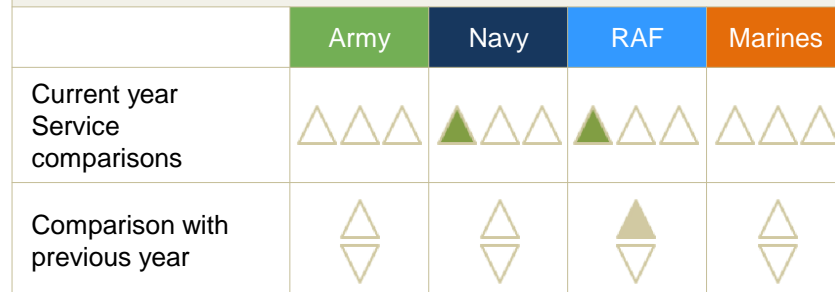 Army Navy RAF Marines
Current year
Service
comparisons
Comparison with
previous year